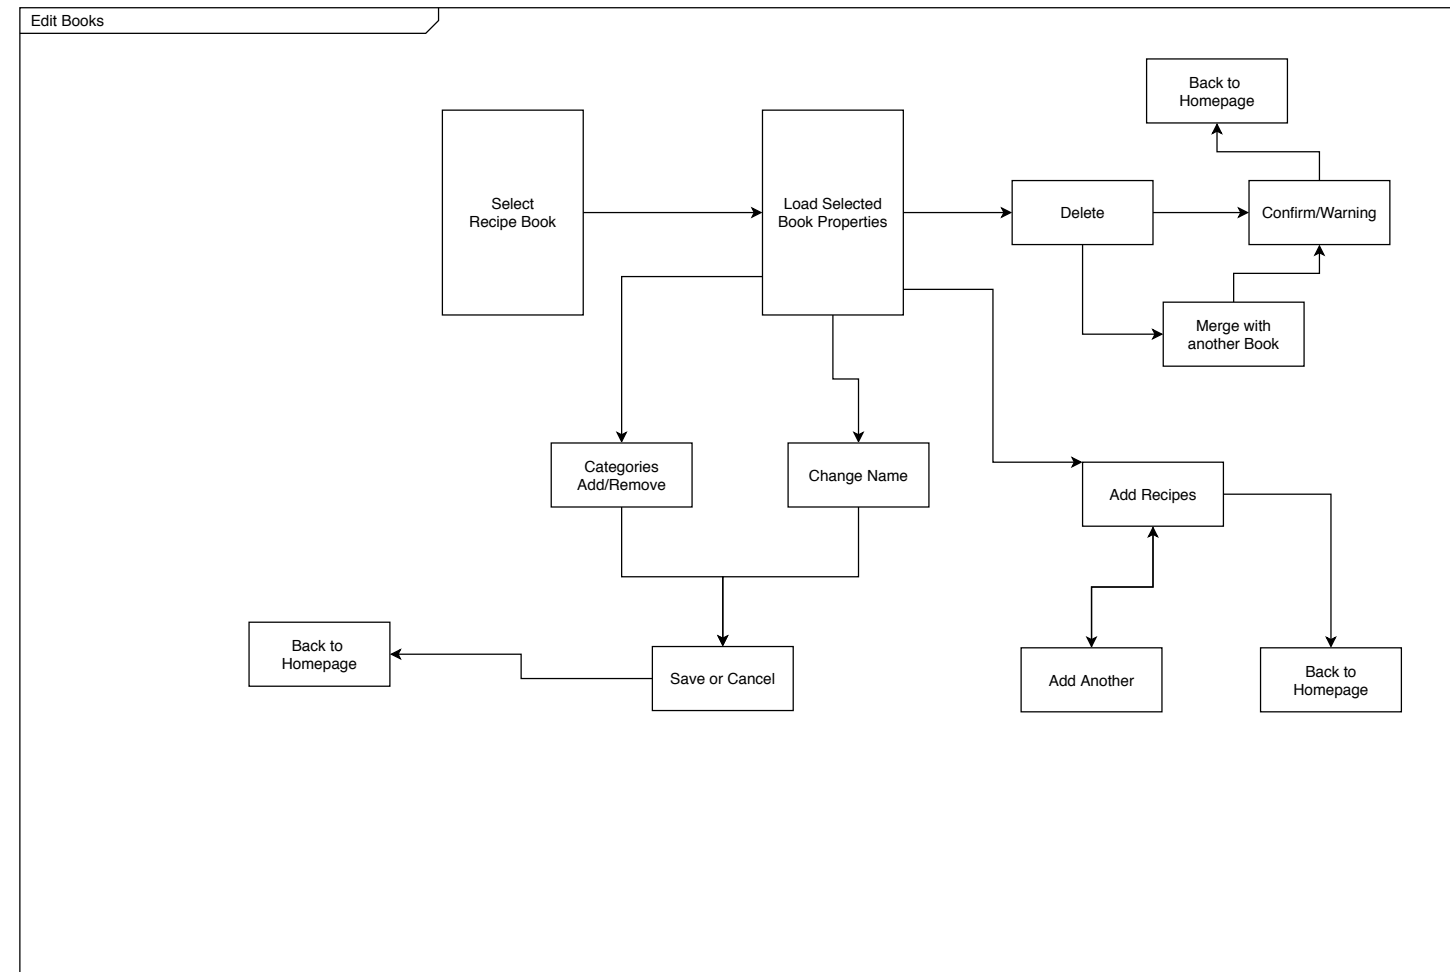 Edit Books
Back to
Homepage
Select
Recipe Book
Load Selected
Book Properties
Delete
Confirm/Warning
Merge with
another Book
Categories
Add/Remove
Change Name
Add Recipes
Back to
Homepage
Save or Cancel
Add Another
Back to
Homepage